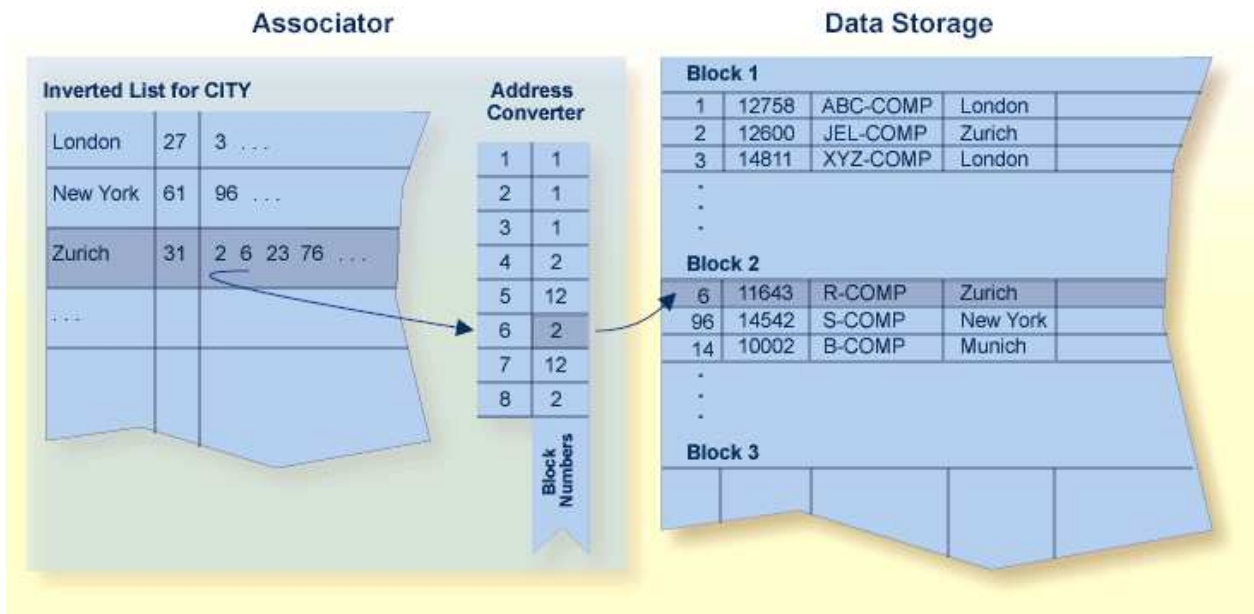 Associator
Data Storage
Inverted List for CITY
London 27 3 . . .
New York 61 96 . . .
Zurich 31 2 6 23 76 . . .
. . .
Address
Converter
1 1
2 1
3 1
4 2
5 12
6 2
7 12
8 2
Block
Numbers
Block 1
1 12758 ABC-COMP London
2 12600 JEL-COMP Zurich
3 14811 XYZ-COMP London
.
.
.
Block 2
6 11643 R-COMP Zurich
96 14542 S-COMP New York
14 10002 B-COMP Munich
.
.
.
Block 3